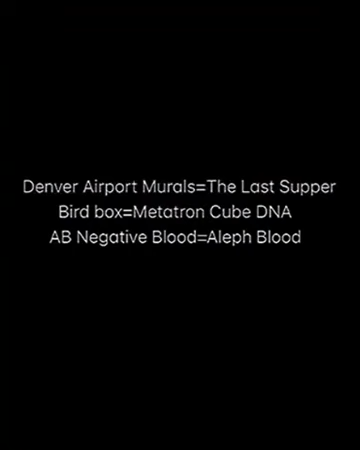 Denver Airport Murals=The Last Supper
Bird box=Metatron Cube DNA
AB Negative Blood=Aleph Blood